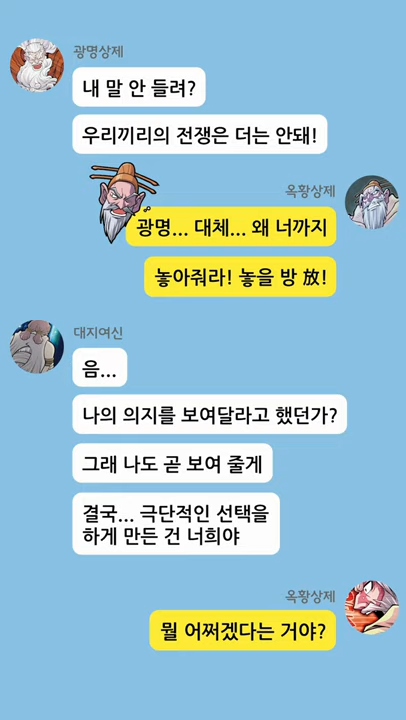 광명상제
내 말 안 들려?
우리끼리의 전쟁은 더는 안돼!
옥황상제
광명... 대체... 왜 너까지
놓아줘라! 놓을 방 放!
대지여신
음...
나의 의지를 보여달라고 했던가?
그래 나도 곧 보여 줄게
결국... 극단적인 선택을
하게 만든 건 너희야
옥황상제
뭘 어쩌겠다는 거야?